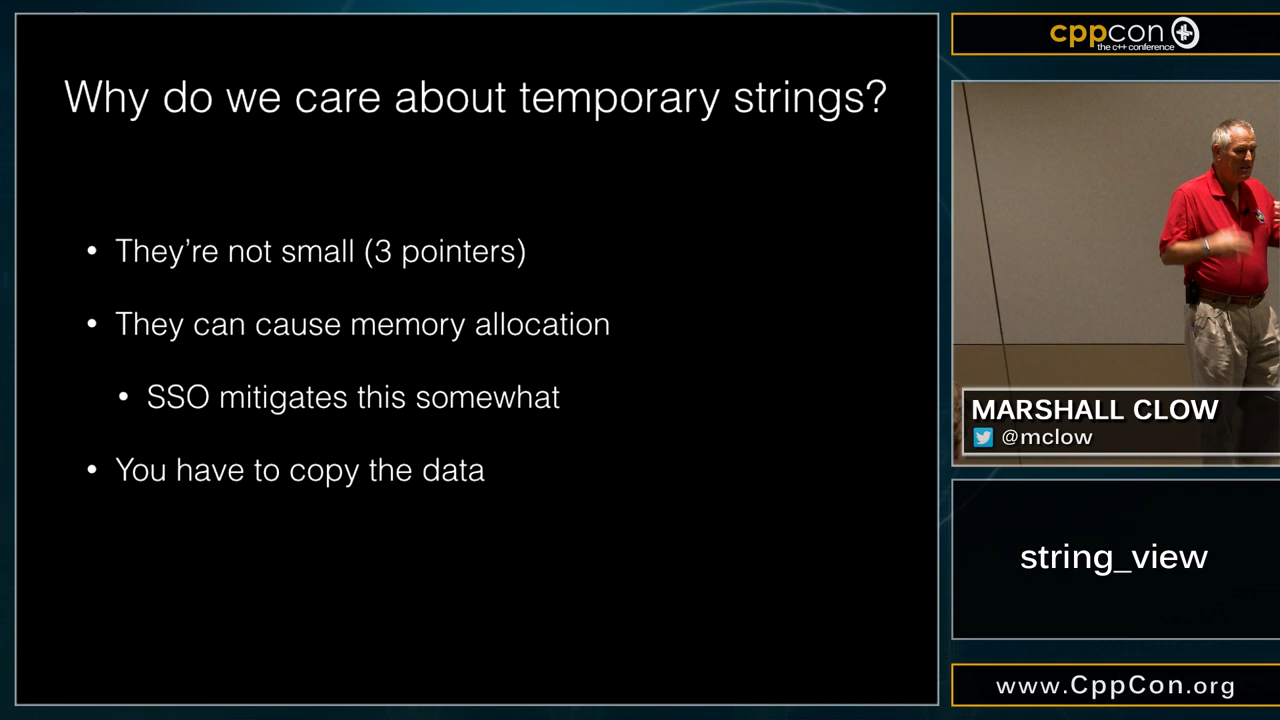 Why do we care about temporary strings?
• They're not small (3 pointers)
• They can cause memory allocation
• SSO mitigates this somewhat
• You have to copy the data
cppcon
the c++ conference
MARSHALL CLOW
@mclow
string_view
www.CppCon.org